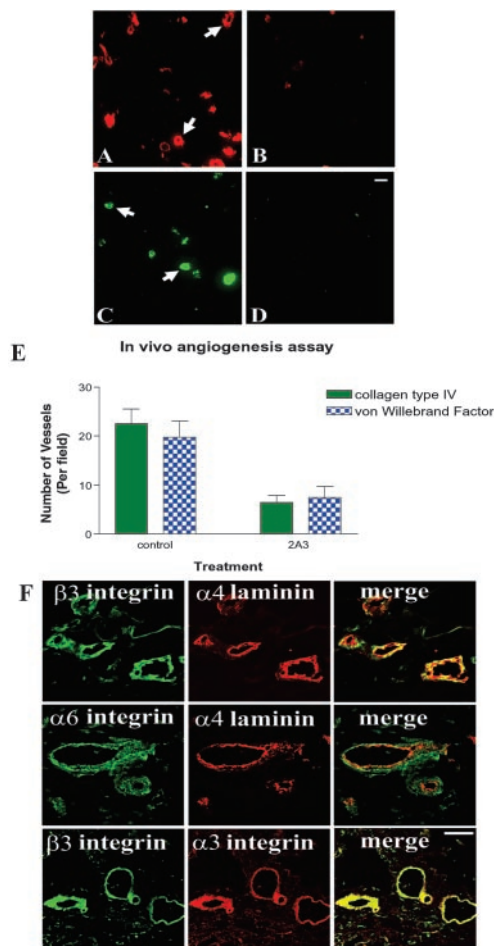 A
B
C
D
E
In vivo angiogenesis assay
collagen type IV
von Willebrand Factor
Number of Vessels
(Per field)
30
20
10
0
control
2A3
Treatment
F
β3 integrin
α4 laminin
merge
α6 integrin
α4 laminin
merge
β3 integrin
α3 integrin
merge